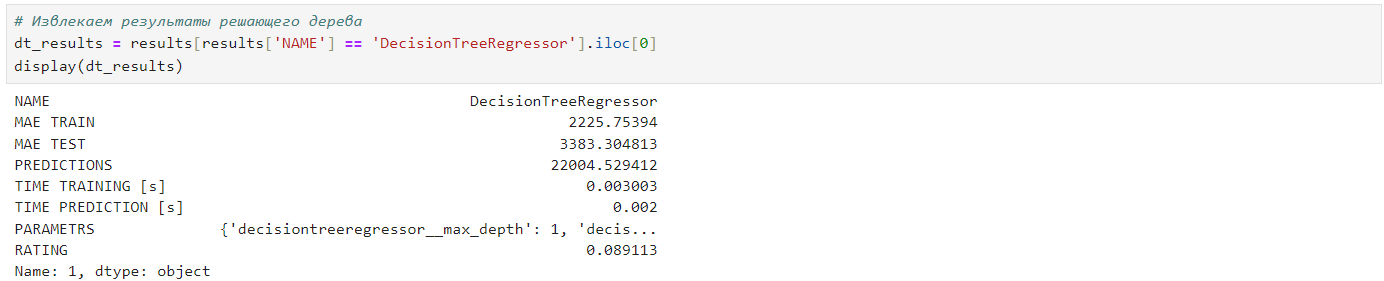 # Извлекаем результаты решающего дерева
dt_results = results[results['NAME'] == 'DecisionTreeRegressor'].iloc[0]
display(dt_results)
NAME DecisionTreeRegressor
MAE TRAIN 2225.75394
MAE TEST 3383.304813
PREDICTIONS 22004.529412
TIME TRAINING [s] 0.003003
TIME PREDICTION [s] 0.002
PARAMETRS {'decisiontreeregressor__max_depth': 1, 'decis...
RATING 0.089113
Name: 1, dtype: object